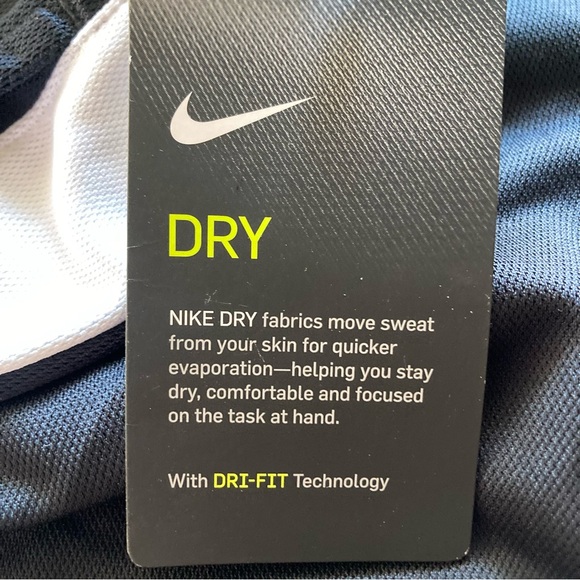 DRY
NIKE DRY fabrics move sweat
from your skin for quicker
evaporation—helping you stay
dry, comfortable and focused
on the task at hand.
With DRI-FIT Technology